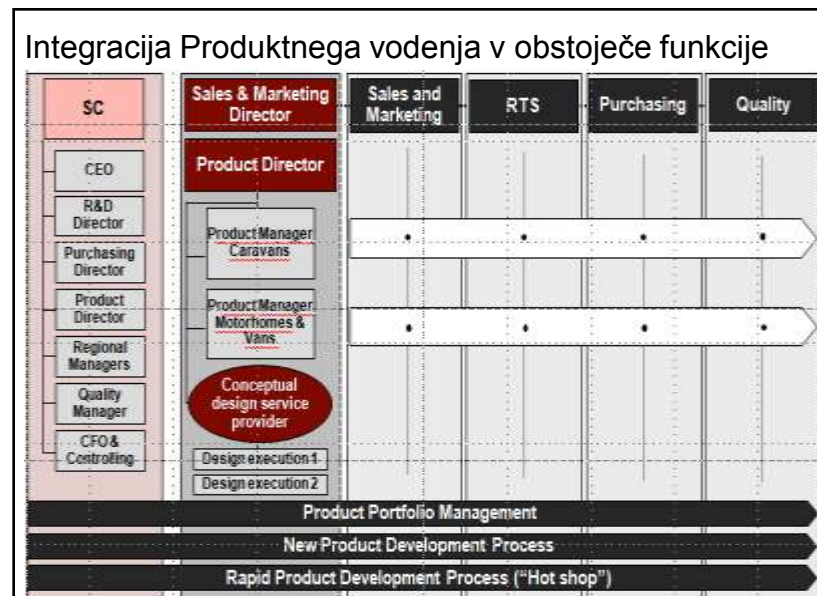 Integracija Produktnega vodenja v obstoječe funkcije
SC
CEO
R&D
Director
Purchasing
Director
Product
Director
Regional
Managers
Quality
Manager
CFO &
Controlling
Sales & Marketing
Director
Product Director
Product Manager
Caravans
Product Manager
Motorhomes &
Vans
Conceptual
design service
provider
Design execution 1
Design execution 2
Sales and
Marketing
RTS
Purchasing
Quality
Product Portfolio Management
New Product Development Process
Rapid Product Development Process (“Hot shop”)